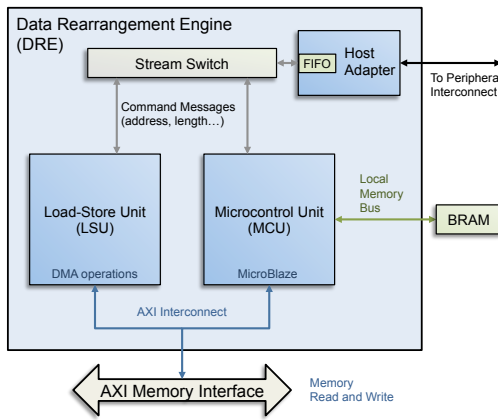 Data Rearrangement Engine
(DRE)
Stream Switch
FIFO
Host
Adapter
To Periphera
Interconnect
Command Messages
(address, length…)
Load-Store Unit
(LSU)
DMA operations
Microcontrol Unit
(MCU)
MicroBlaze
Local
Memory
Bus
BRAM
AXI Interconnect
AXI Memory Interface
Memory
Read and Write